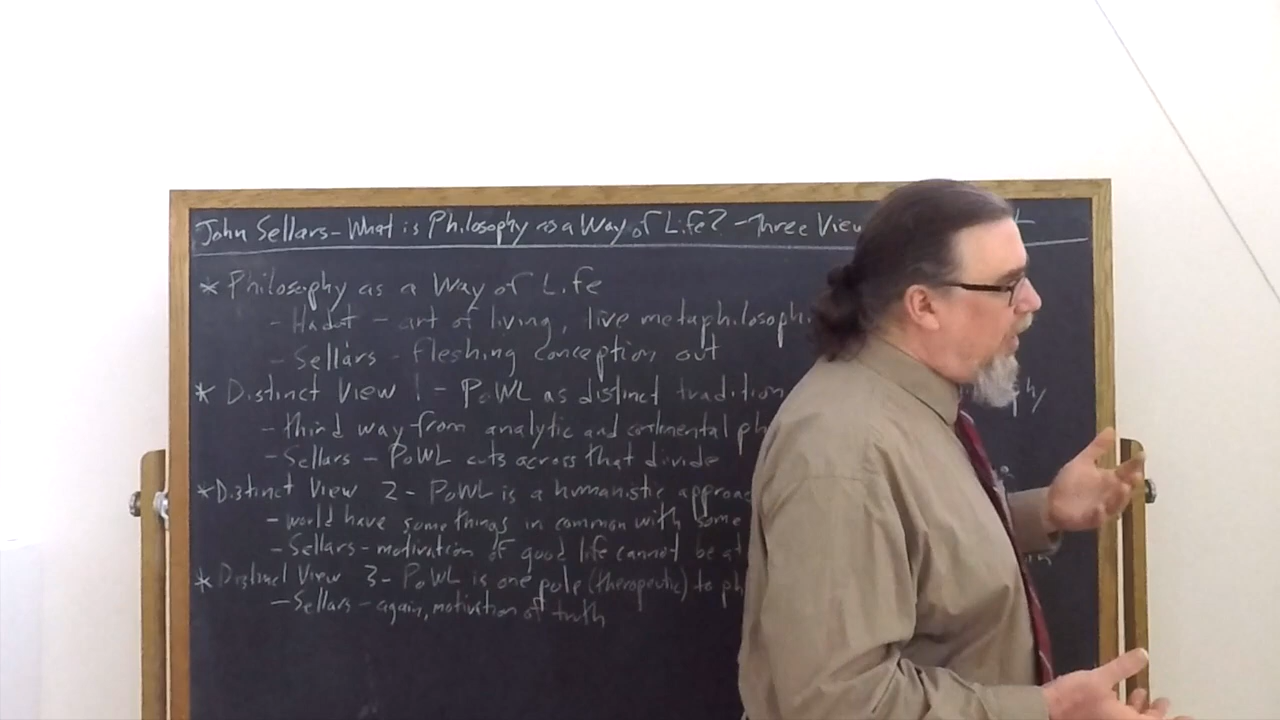 John Sellars - What is Philosophy as a Way of Life? - Three View
* Philosophy as a Way of Life
- Hadot - art of living, live metaphilosophi
- Sellars - fleshing conception out
* Distinct View 1 - PoWL as distinct tradition phy
- third way from analytic and continental ph
- Sellars - PoWL cuts across that divide
* Distinct View 2 - PoWL is a humanistic approac
- would have some things in common with some
- Sellars - motivation of good life cannot be at in
* Distinct View 3 - PoWL is one pole (therapeutic) to ph
- Sellars - again, motivation of truth